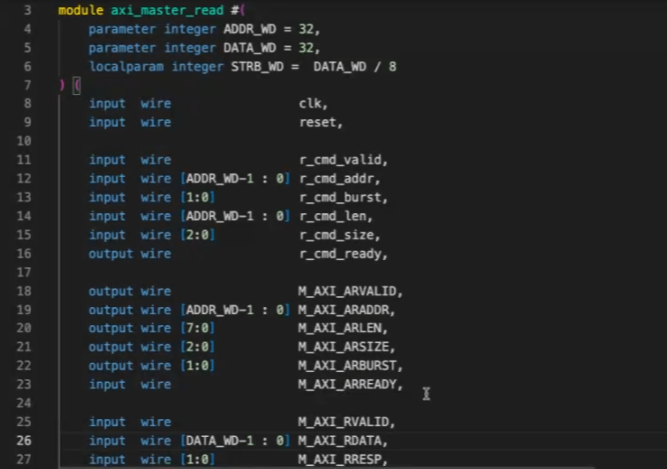 3 module axi_master_read #(
4 parameter integer ADDR_WD = 32,
5 parameter integer DATA_WD = 32,
6 localparam integer STRB_WD =  DATA_WD / 8
7 ) (
8 input  wire                   clk,
9 input  wire                   reset,
10
11 input  wire                   r_cmd_valid,
12 input  wire [ADDR_WD-1 : 0] r_cmd_addr,
13 input  wire [1:0]           r_cmd_burst,
14 input  wire [ADDR_WD-1 : 0] r_cmd_len,
15 input  wire [2:0]           r_cmd_size,
16 output wire                   r_cmd_ready,
17
18 output wire                   M_AXI_ARVALID,
19 output wire [ADDR_WD-1 : 0] M_AXI_ARADDR,
20 output wire [7:0]           M_AXI_ARLEN,
21 output wire [2:0]           M_AXI_ARSIZE,
22 output wire [1:0]           M_AXI_ARBURST,
23 input  wire                   M_AXI_ARREADY,
24
25 input  wire                   M_AXI_RVALID,
26 input  wire [DATA_WD-1 : 0] M_AXI_RDATA,
27 input  wire [1:0]           M_AXI_RRESP,